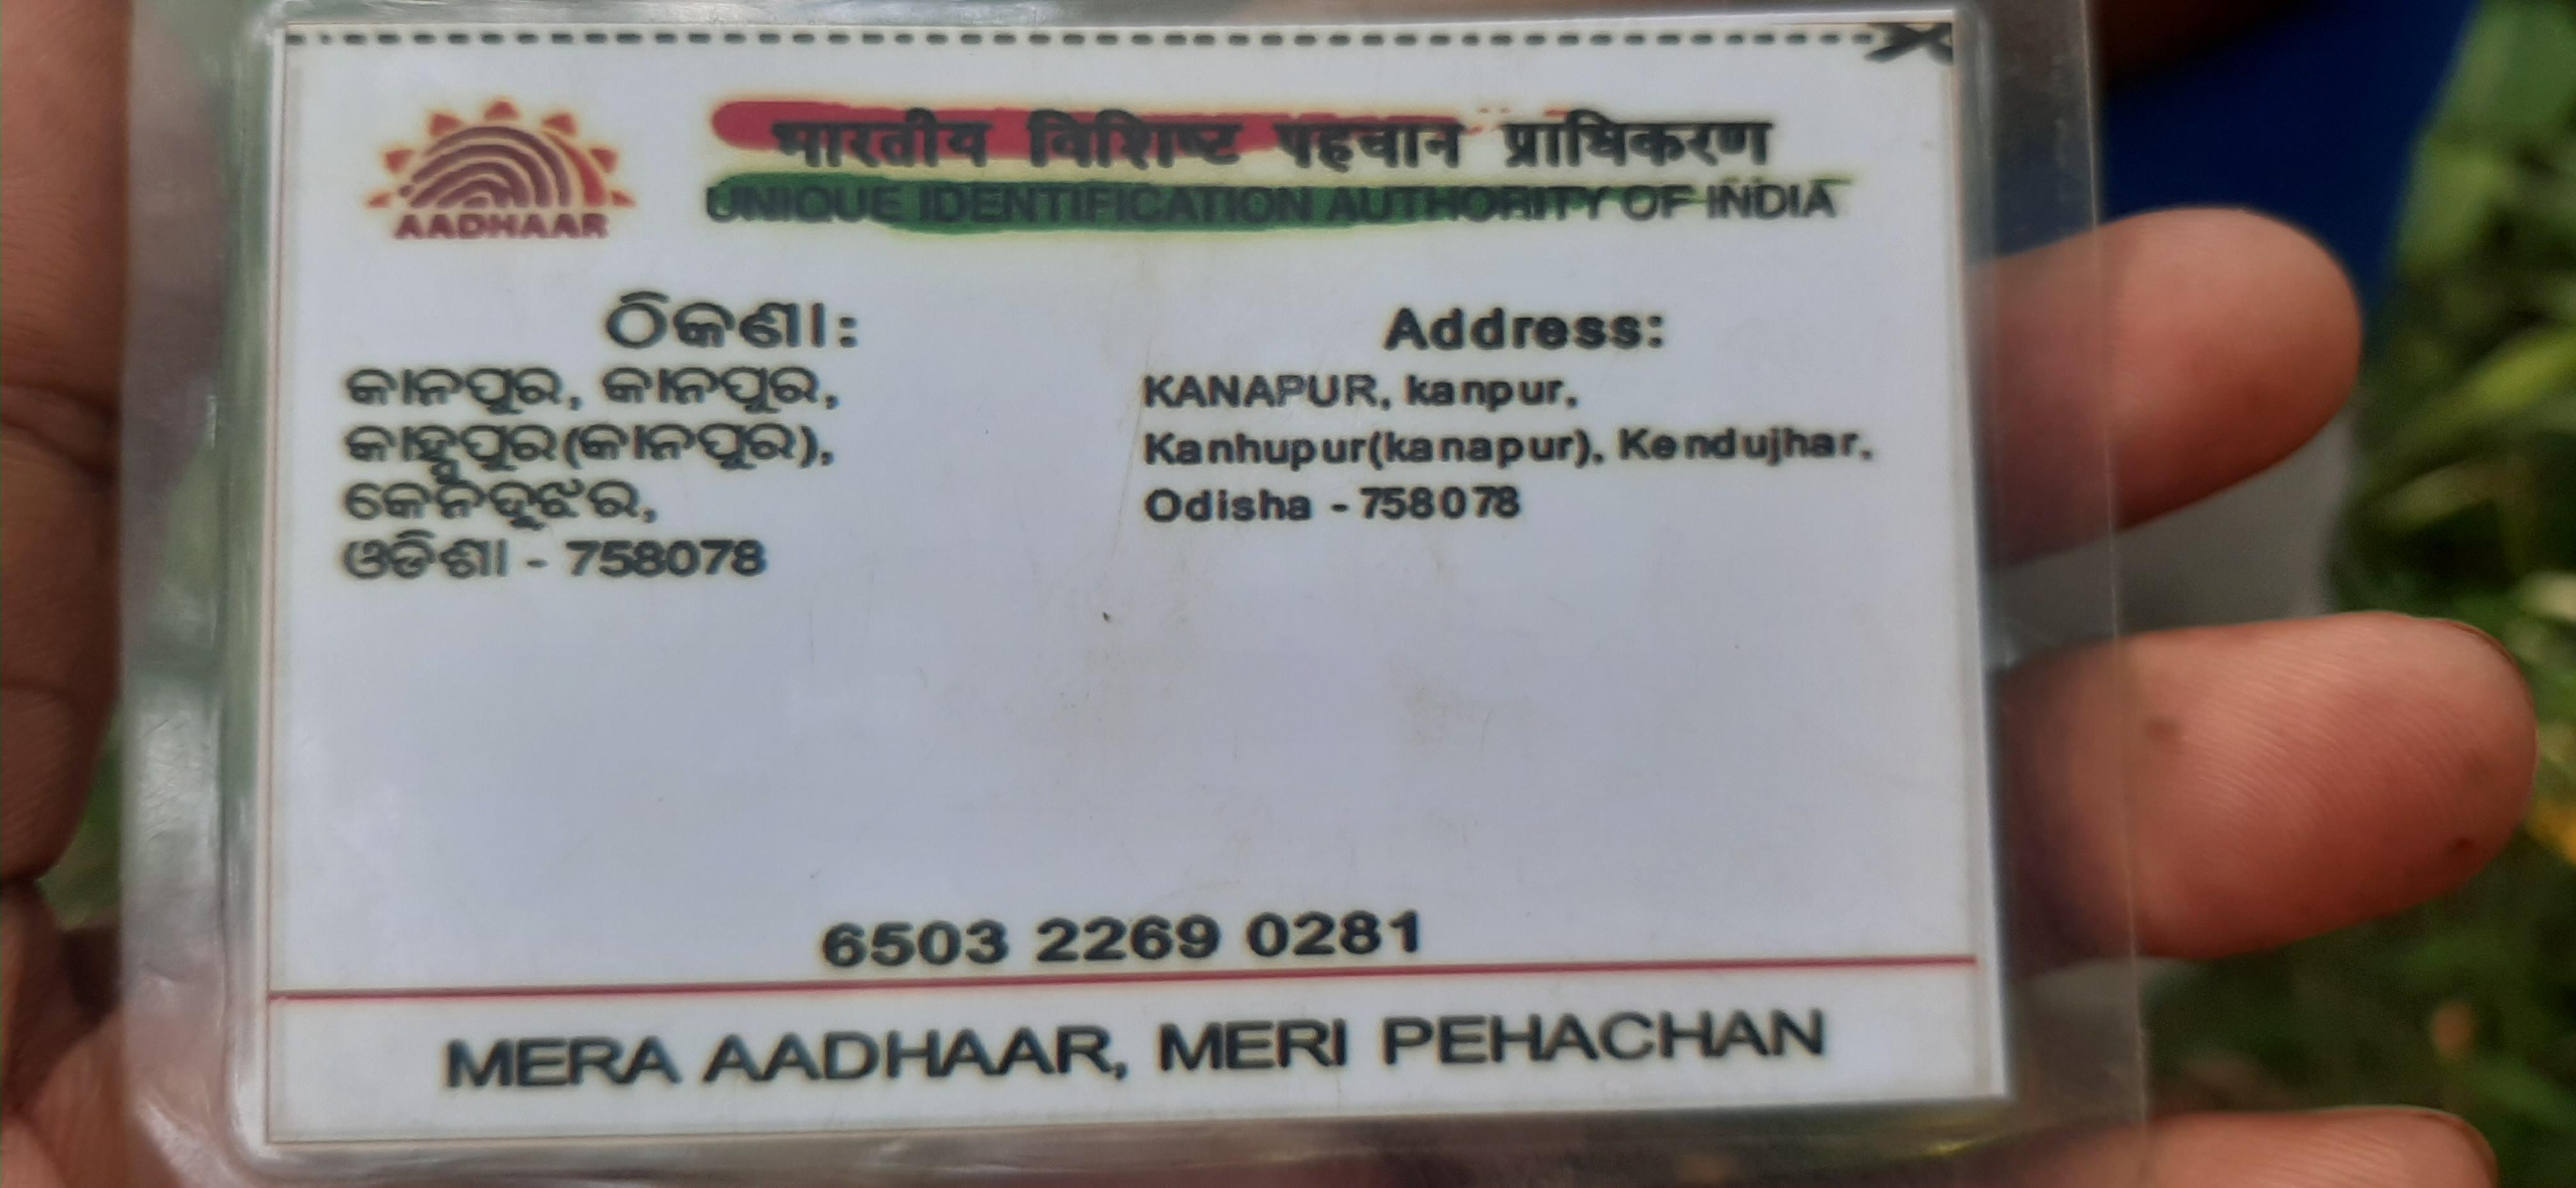 AADHAAR
भारतीय विशिष्ट पहचान प्राधिकरण
UNIQUE IDENTIFICATION AUTHORITY OF INDIA
ଠିକଣା:
କାନପୁର, କାନପୁର,
କାହ୍ନୁପୁର(କାନପୁର),
କେନଦୁଝର,
ଓଡିଶା - 758078
Address:
KANAPUR, kanpur,
Kanhupur(kanapur), Kendujhar,
Odisha - 758078
6503 2269 0281
MERA AADHAAR, MERI PEHACHAN